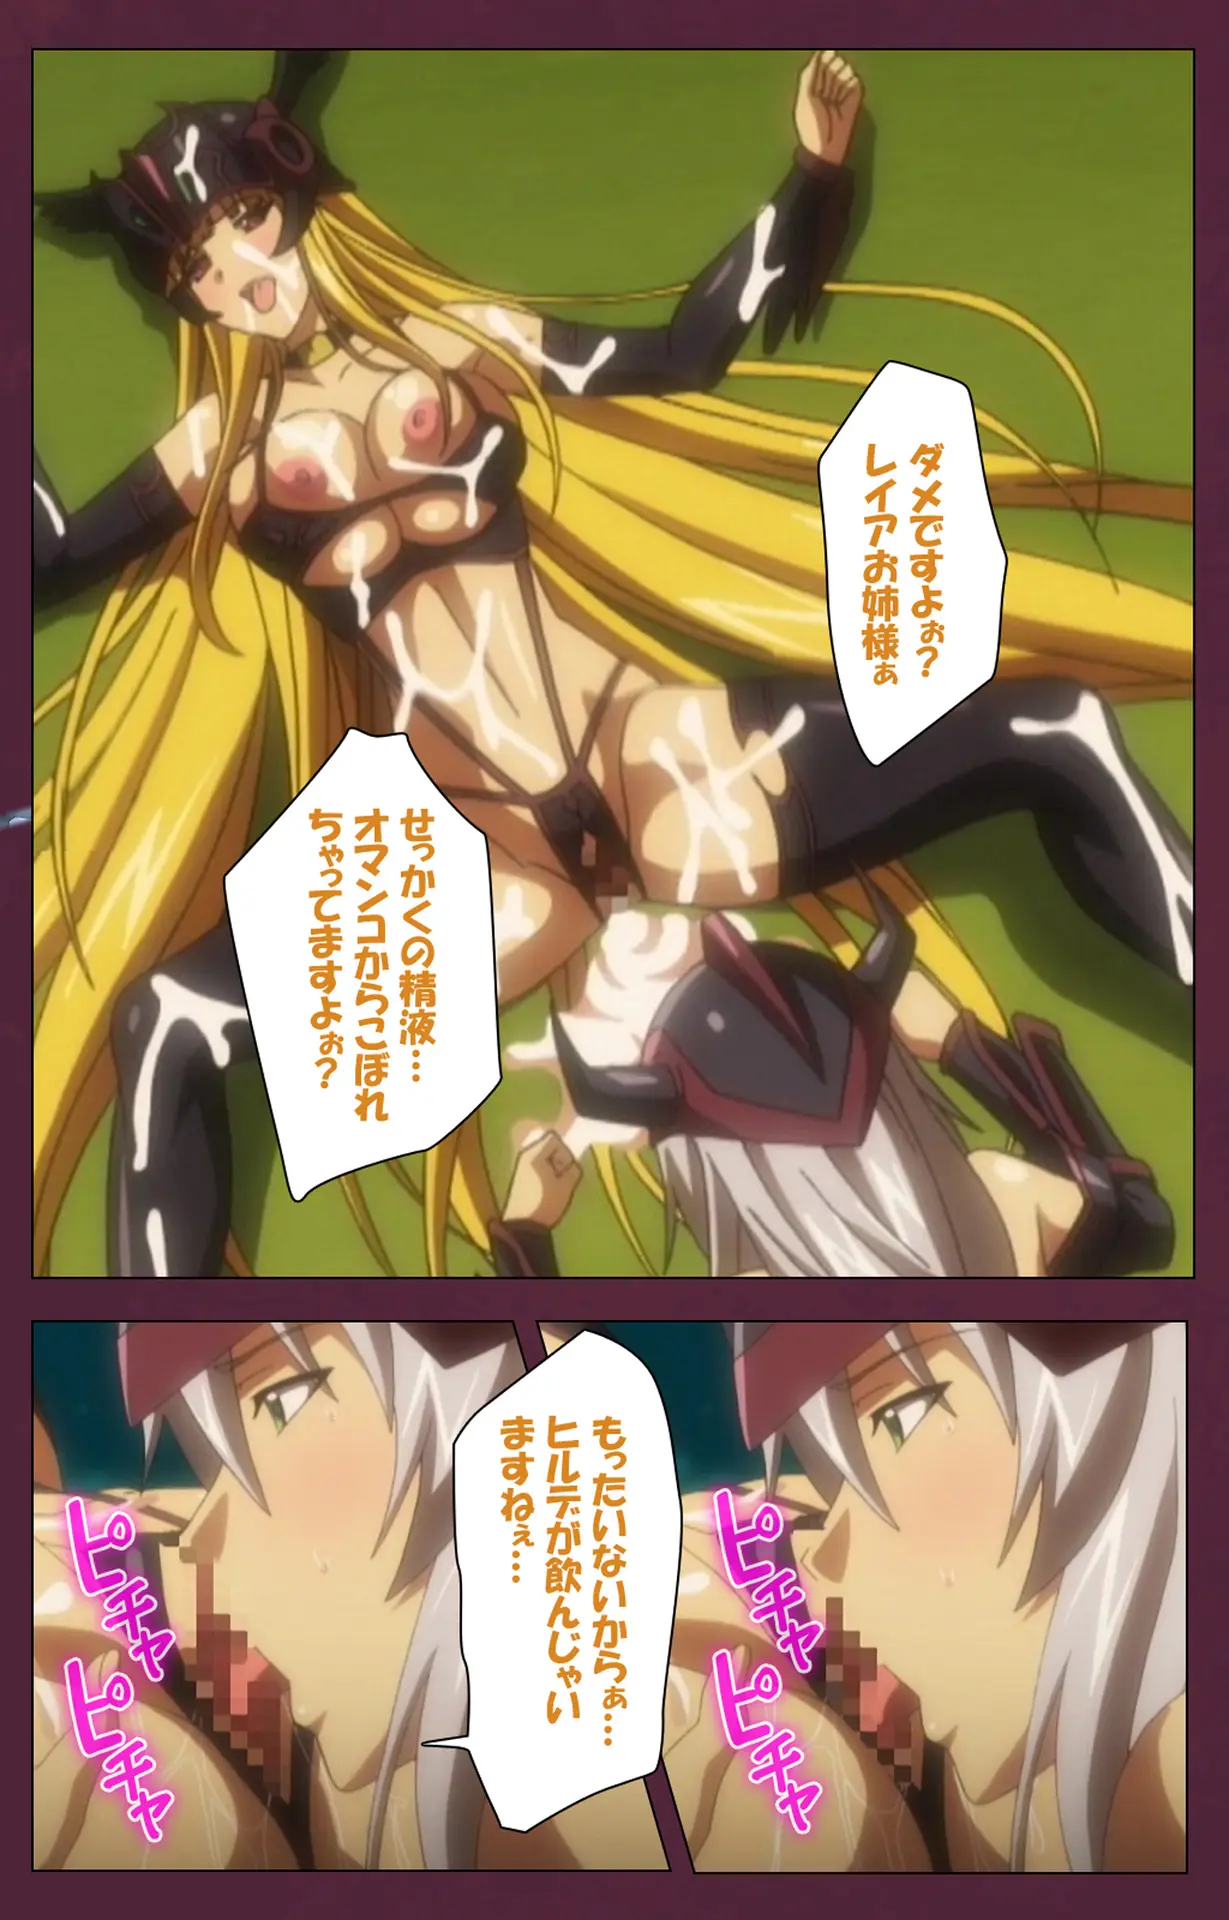 ダメですよぉ?
レイアお姉様ぁ
せっかくの精液…
オマンコからこぼれ
ちゃってますよぉ?
もったいないからぁ…
ヒルデが飲んじゃい
ますねぇ…
ピチャ
ピチャ
ピチャ
ピチャ